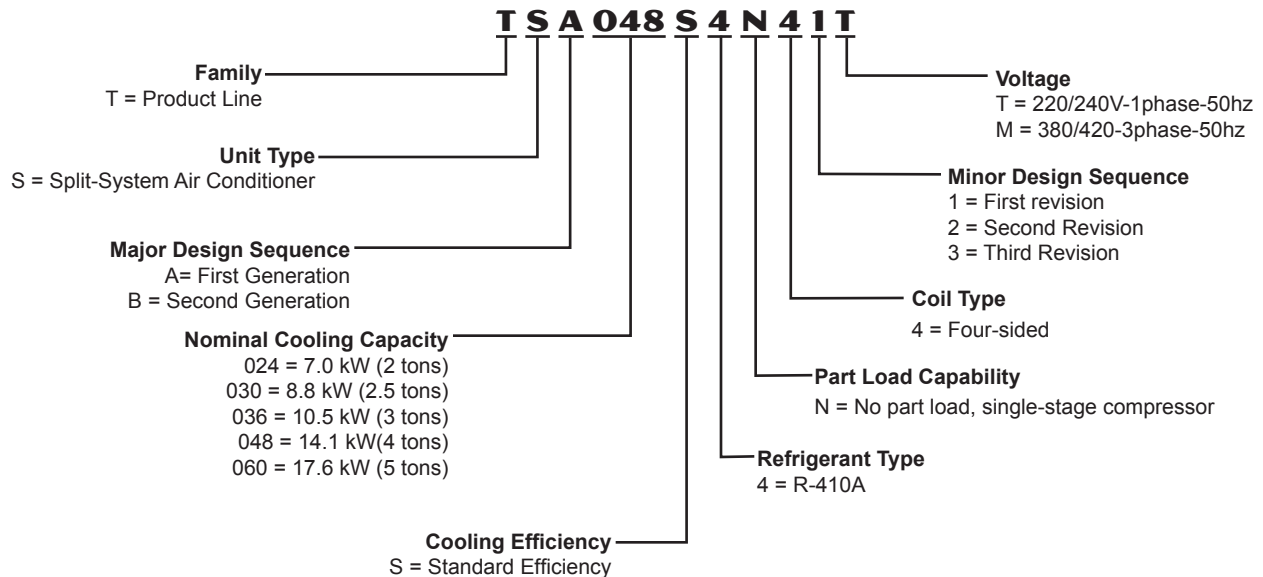 T S A 048 S 4 N 4 1 T
Family
T = Product Line
Unit Type
S = Split-System Air Conditioner
Major Design Sequence
A= First Generation
B = Second Generation
Nominal Cooling Capacity
024 = 7.0 kW (2 tons)
030 = 8.8 kW (2.5 tons)
036 = 10.5 kW (3 tons)
048 = 14.1 kW(4 tons)
060 = 17.6 kW (5 tons)
Cooling Efficiency
S = Standard Efficiency
Voltage
T = 220/240V-1phase-50hz
M = 380/420-3phase-50hz
Minor Design Sequence
1 = First revision
2 = Second Revision
3 = Third Revision
Coil Type
4 = Four-sided
Part Load Capability
N = No part load, single-stage compressor
Refrigerant Type
4 = R-410A